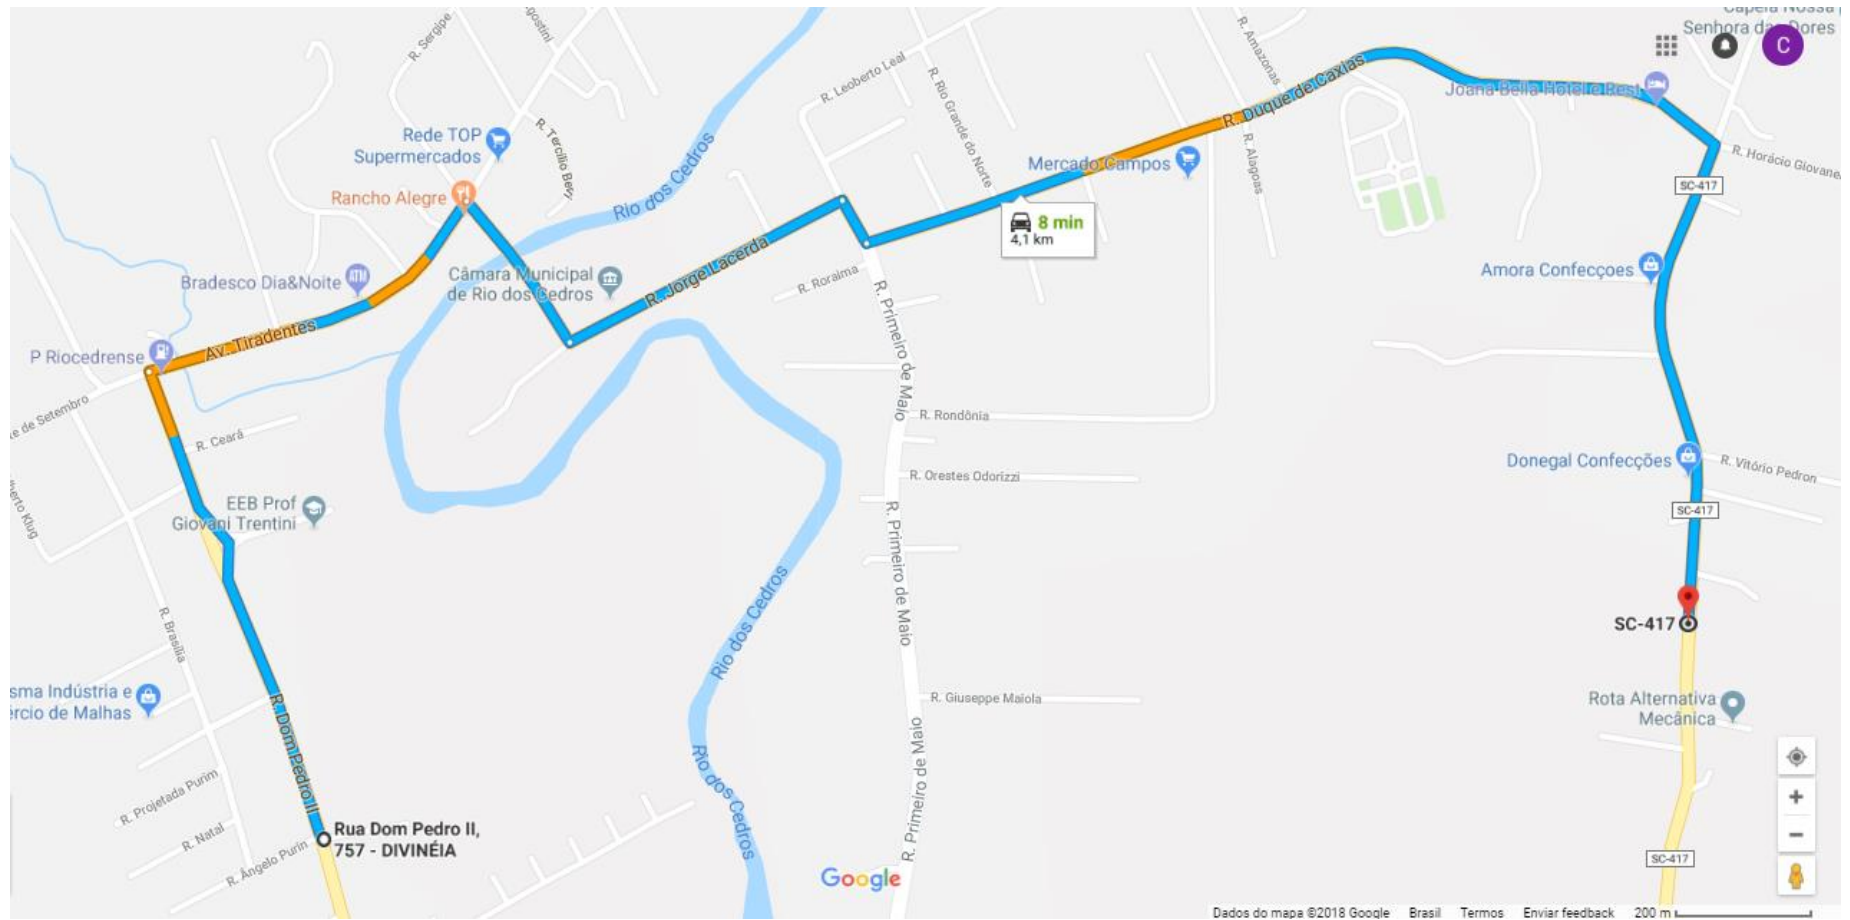 Capela Nossa
Senhora das Dores
C
R. Sergipe
R. Amazonas
R. Leoberto Leal
R. Duque de Caxias
Joana Bella Hotel e Rest
Rede TOP
Supermercados
R. Tercílio Bevy
R. Rio Grande do Norte
R. Alagoas
Mercado Campos
R. Horácio Giovane
SC-417
Rancho Alegre
Rio dos Cedros
8 min
4,1 km
Bradesco Dia&Noite
ATM
Câmara Municipal
de Rio dos Cedros
R. Jorge Lacerda
R. Roraima
Amora Confecçoes
Av. Tiradentes
P Riocedrense
R. Primeiro de Maio
e de Setembro
R. Ceará
R. Rondônia
Donegal Confecções
R. Vitório Pedron
R. Orestes Odorizzi
EEB Prof
Giovani Trentini
berto Klug
SC-417
R. Primeiro de Maio
Rio dos Cedros
SC-417
R. Brasília
sma Indústria e
ércio de Malhas
R. Dom Pedro II
R. Giuseppe Maiola
Rota Alternativa
Mecânica
Rio dos Cedros
R. Primeiro de Maio
R. Projetada Purim
R. Natal
R. Ângelo Purin
Rua Dom Pedro II,
757 - DIVINÉIA
SC-417
Google
Dados do mapa ©2018 Google Brasil Termos Enviar feedback 200 m